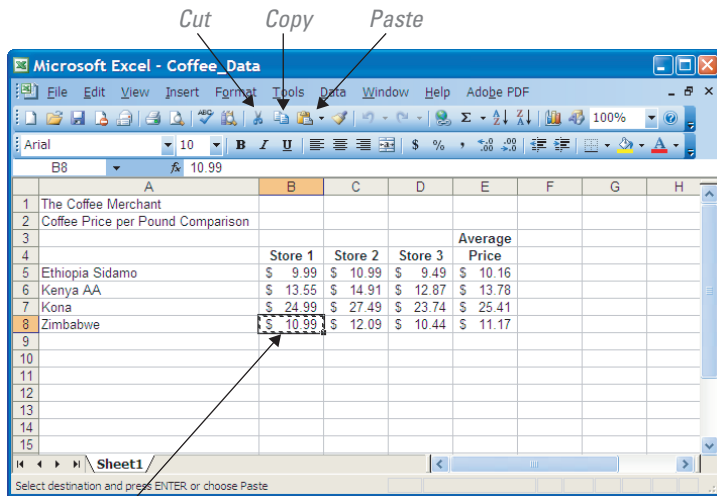 Cut Copy Paste
Microsoft Excel - Coffee_Data
File Edit View Insert Format Tools Data Window Help Adobe PDF
ABC Σ A Z Z A 100%
Arial 10 B I U $ % , .00 .00 A
B8 fx 10.99
A B C D E F G H
1 The Coffee Merchant
2 Coffee Price per Pound Comparison
3 Average
4 Store 1 Store 2 Store 3 Price
5 Ethiopia Sidamo $ 9.99 $ 10.99 $ 9.49 $ 10.16
6 Kenya AA $ 13.55 $ 14.91 $ 12.87 $ 13.78
7 Kona $ 24.99 $ 27.49 $ 23.74 $ 25.41
8 Zimbabwe $ 10.99 $ 12.09 $ 10.44 $ 11.17
9
10
11
12
13
14
15
Sheet1
Select destination and press ENTER or choose Paste